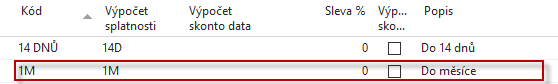 Kód Výpočet splatnosti Výpočet skonto data Sleva % Výp... sko... Popis
14 DNŮ 14D 0 Do 14 dnů
1M 1M 0 Do měsíce